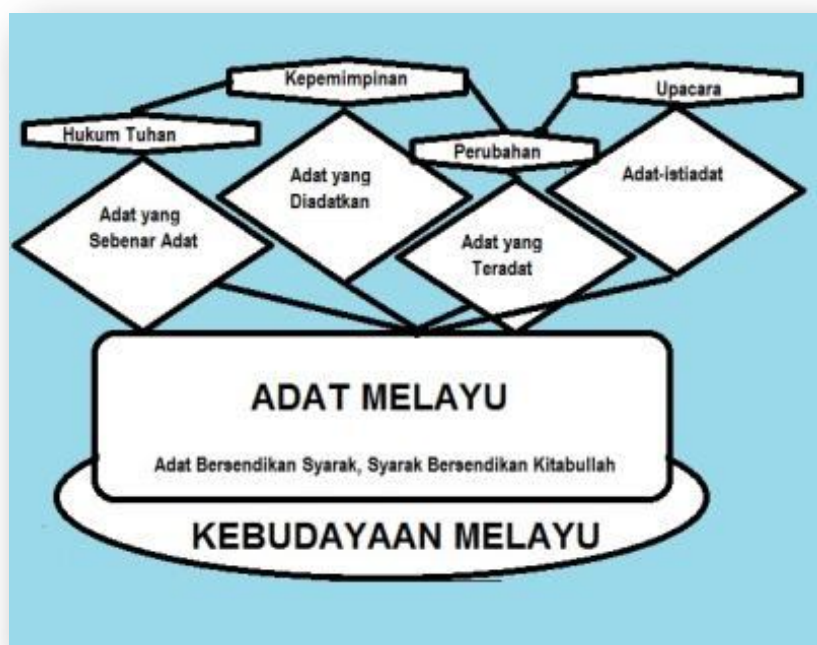 Kepemimpinan
Upacara
Hukum Tuhan
Perubahan
Adat yang
Sebenar Adat
Adat yang
Diadatkan
Adat yang
Teradat
Adat-istiadat
ADAT MELAYU
Adat Bersendikan Syarak, Syarak Bersendikan Kitabullah
KEBUDAYAAN MELAYU